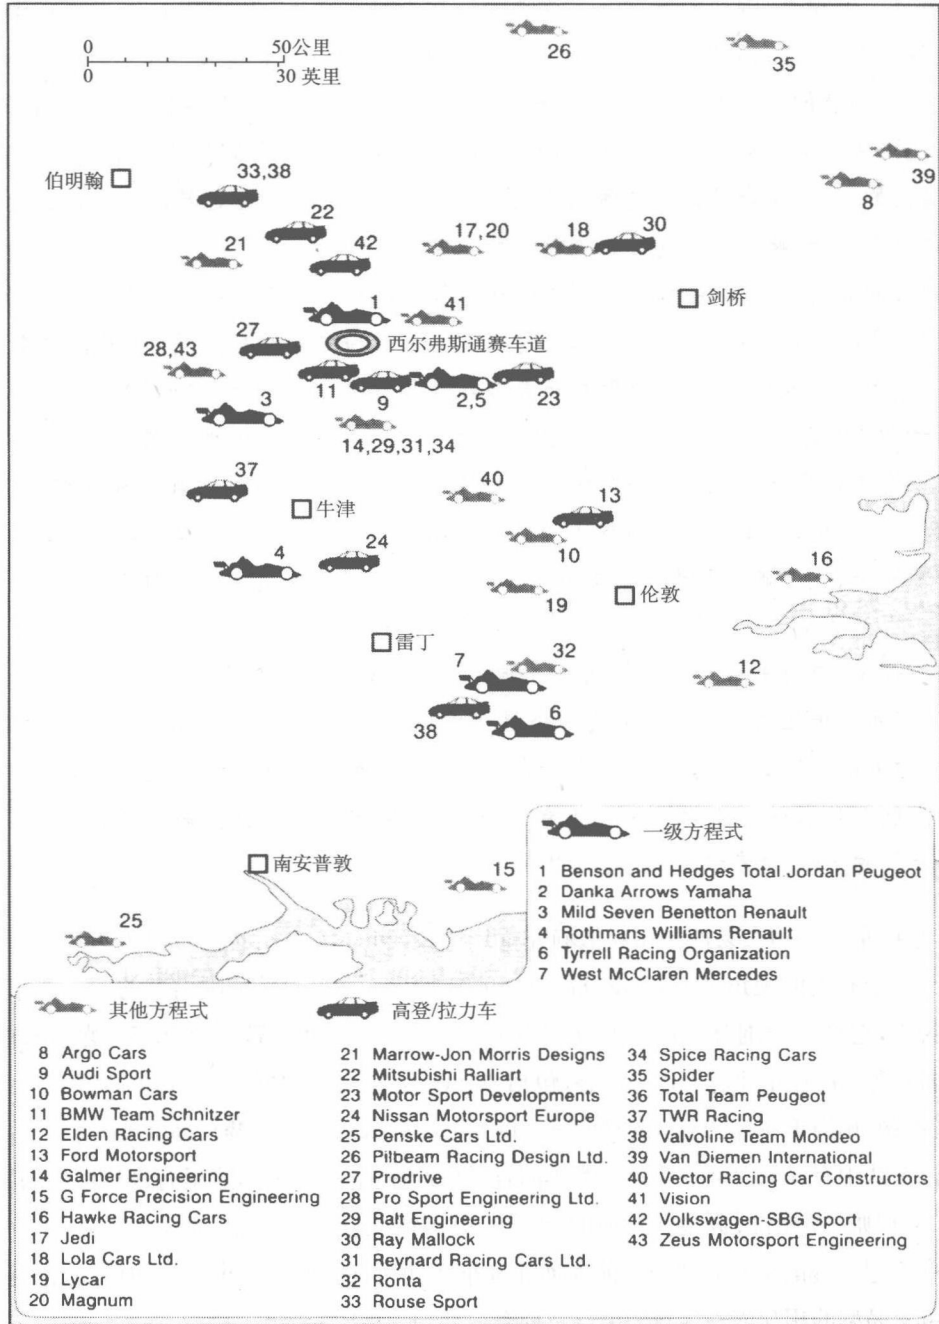 0 50公里
0 30 英里
26
35
39
8
伯明翰
33,38
22
42
21
17,20
18
30
剑桥
1
41
西尔弗斯通赛车道
27
28,43
11
9
2,5
23
3
14,29,31,34
37
牛津
40
13
10
4
24
19
伦敦
16
雷丁
7
32
12
38
6
南安普敦
15
25
一级方程式
1 Benson and Hedges Total Jordan Peugeot
2 Danka Arrows Yamaha
3 Mild Seven Benetton Renault
4 Rothmans Williams Renault
6 Tyrrell Racing Organization
7 West McClaren Mercedes
其他方程式
高登/拉力车
8 Argo Cars
9 Audi Sport
10 Bowman Cars
11 BMW Team Schnitzer
12 Elden Racing Cars
13 Ford Motorsport
14 Galmer Engineering
15 G Force Precision Engineering
16 Hawke Racing Cars
17 Jedi
18 Lola Cars Ltd.
19 Lycar
20 Magnum
21 Marrow-Jon Morris Designs
22 Mitsubishi Ralliart
23 Motor Sport Developments
24 Nissan Motorsport Europe
25 Penske Cars Ltd.
26 Pilbeam Racing Design Ltd.
27 Prodrive
28 Pro Sport Engineering Ltd.
29 Ralt Engineering
30 Ray Mallock
31 Reynard Racing Cars Ltd.
32 Ronta
33 Rouse Sport
34 Spice Racing Cars
35 Spider
36 Total Team Peugeot
37 TWR Racing
38 Valvoline Team Mondeo
39 Van Diemen International
40 Vector Racing Car Constructors
41 Vision
42 Volkswagen-SBG Sport
43 Zeus Motorsport Engineering